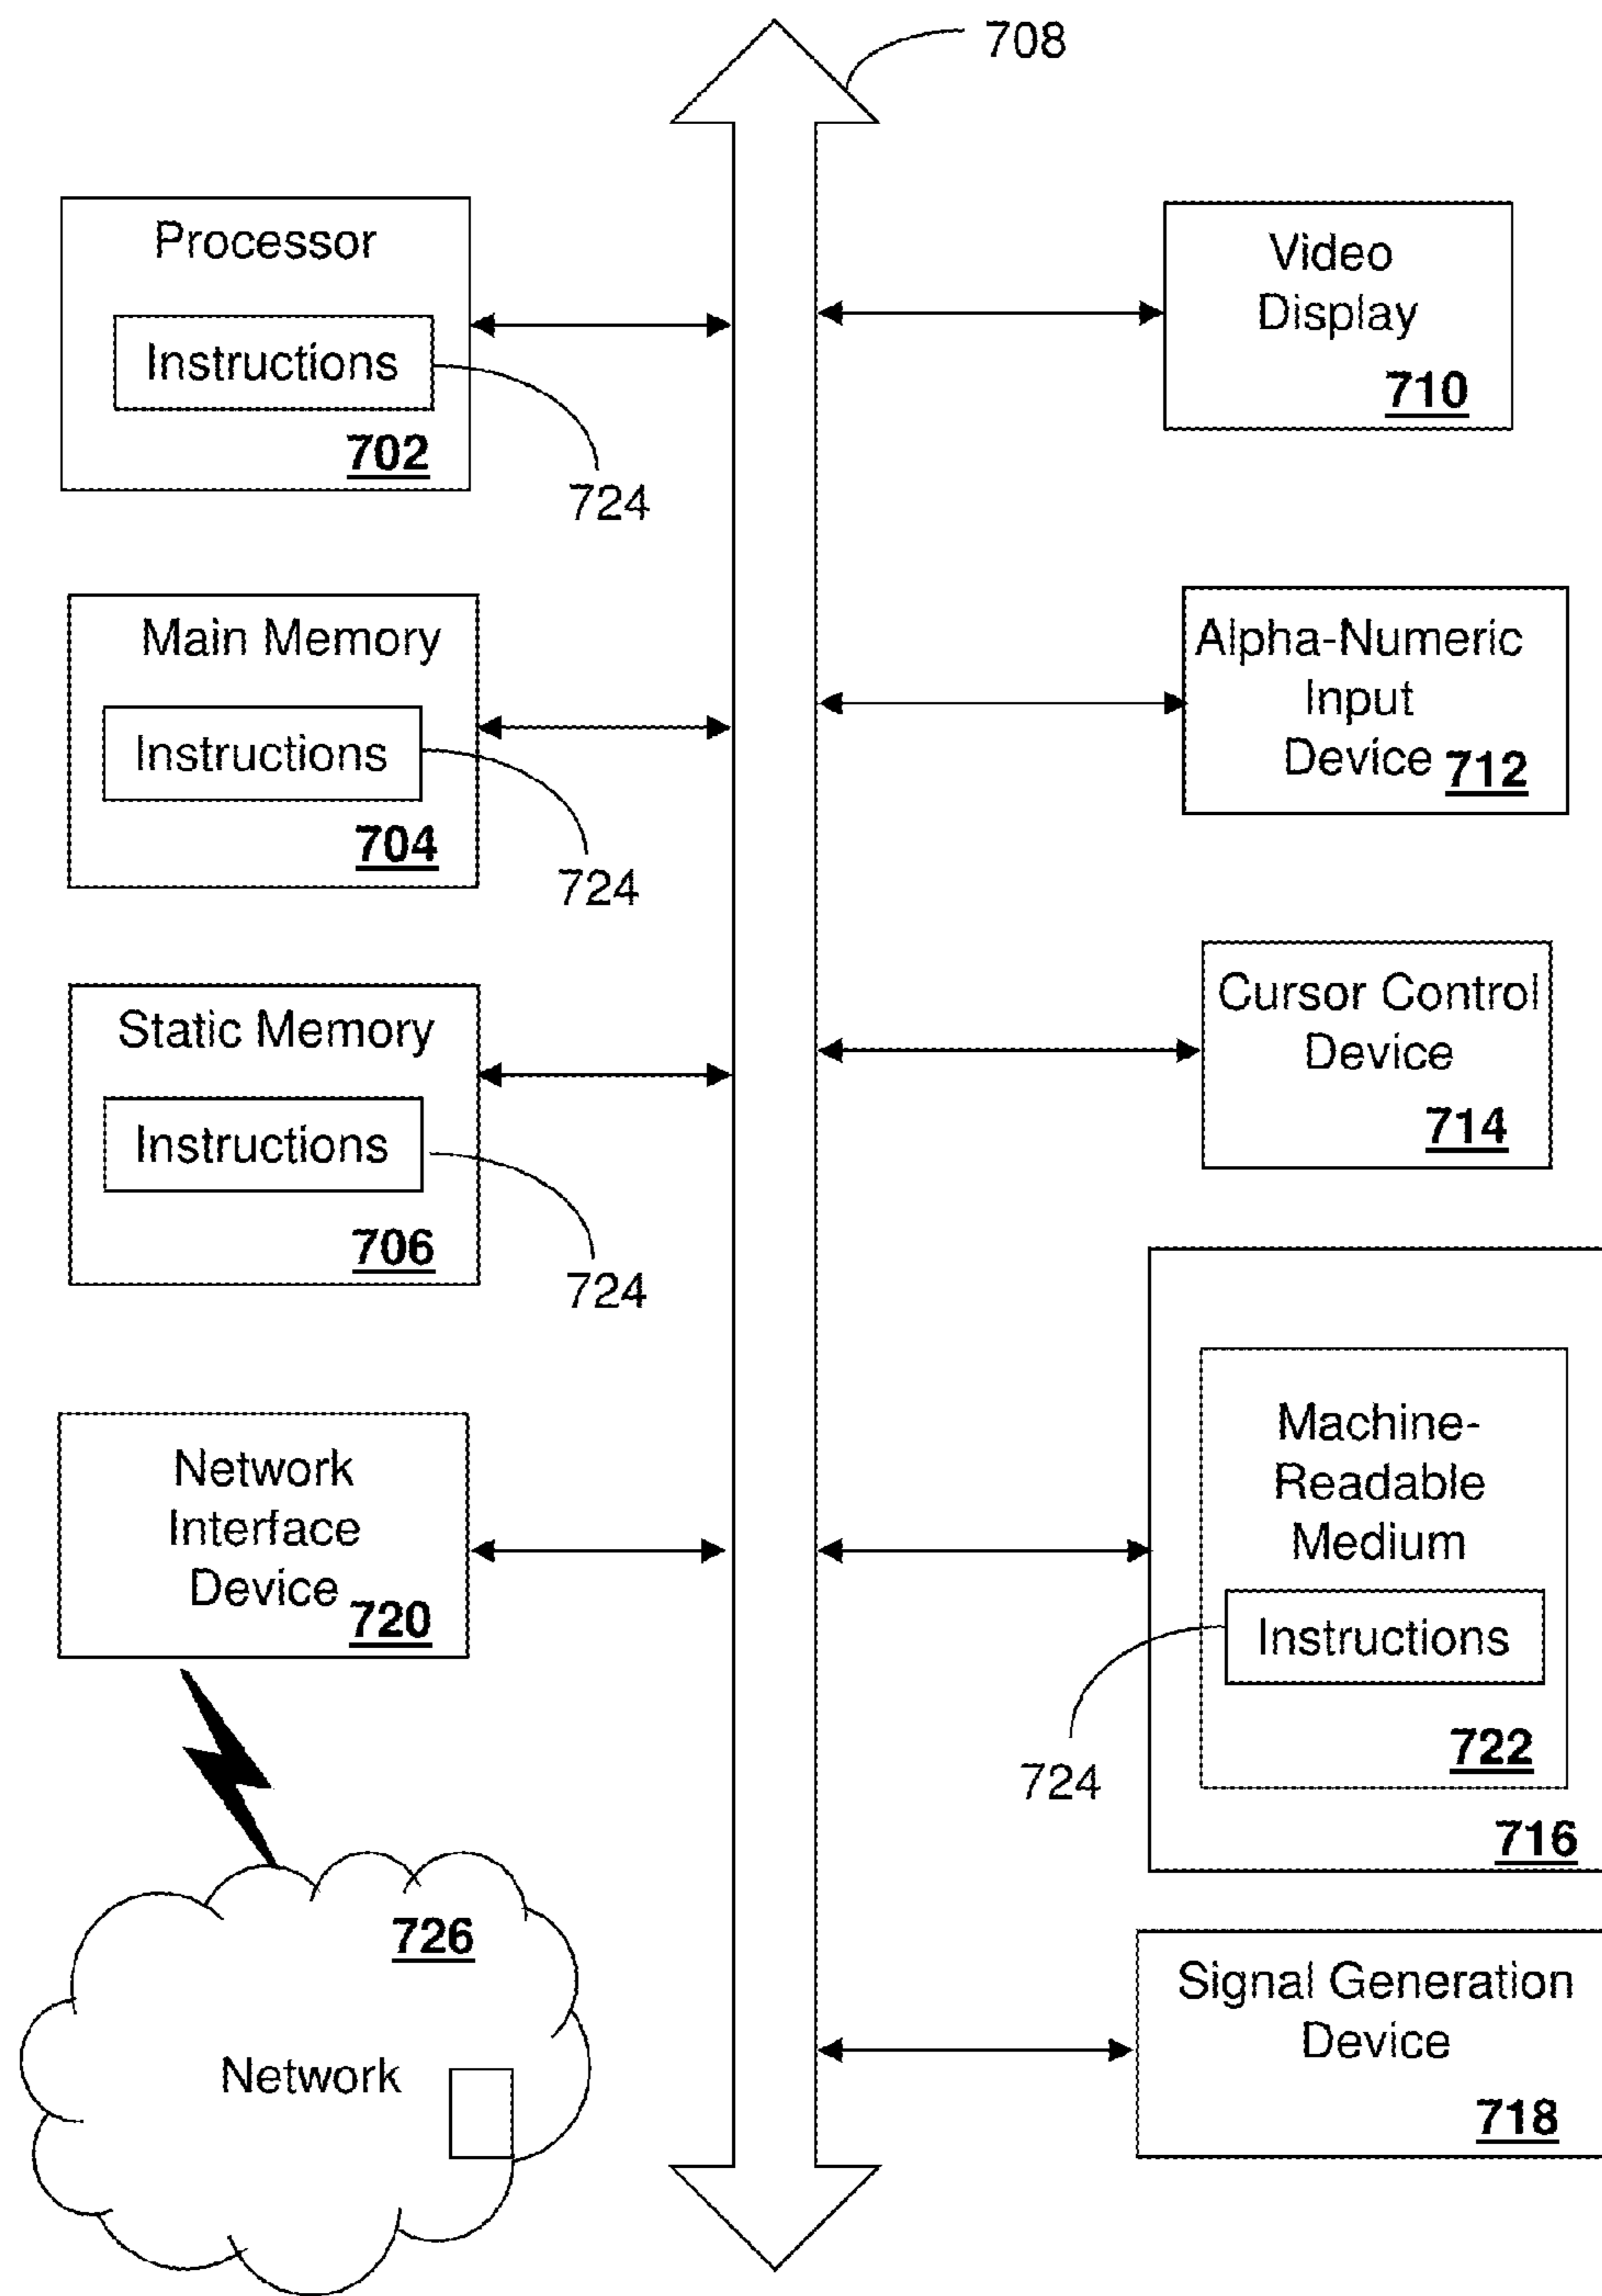 708
Processor
Instructions
702
724
Main Memory
Instructions
704
724
Static Memory
Instructions
706
724
Network
Interface
Device
720
726
Network
Video
Display
710
Alpha-Numeric
Input
Device 712
Cursor Control
Device
714
Machine-
Readable
Medium
Instructions
722
724
716
Signal Generation
Device
718